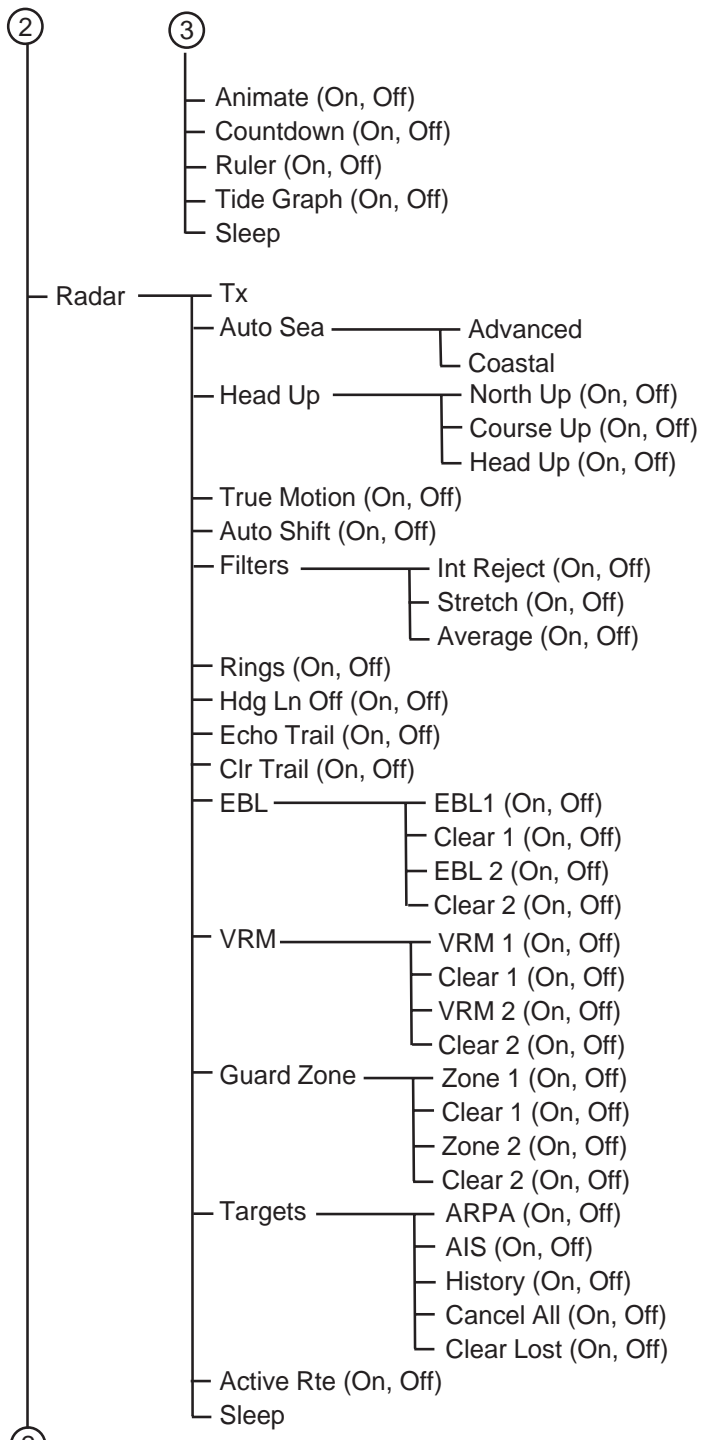 2 3
Animate (On, Off)
Countdown (On, Off)
Ruler (On, Off)
Tide Graph (On, Off)
Sleep
Radar Tx
Auto Sea Advanced
Coastal
Head Up North Up (On, Off)
Course Up (On, Off)
Head Up (On, Off)
True Motion (On, Off)
Auto Shift (On, Off)
Filters Int Reject (On, Off)
Stretch (On, Off)
Average (On, Off)
Rings (On, Off)
Hdg Ln Off (On, Off)
Echo Trail (On, Off)
Clr Trail (On, Off)
EBL EBL1 (On, Off)
Clear 1 (On, Off)
EBL 2 (On, Off)
Clear 2 (On, Off)
VRM VRM 1 (On, Off)
Clear 1 (On, Off)
VRM 2 (On, Off)
Clear 2 (On, Off)
Guard Zone Zone 1 (On, Off)
Clear 1 (On, Off)
Zone 2 (On, Off)
Clear 2 (On, Off)
Targets ARPA (On, Off)
AIS (On, Off)
History (On, Off)
Cancel All (On, Off)
Clear Lost (On, Off)
Active Rte (On, Off)
Sleep